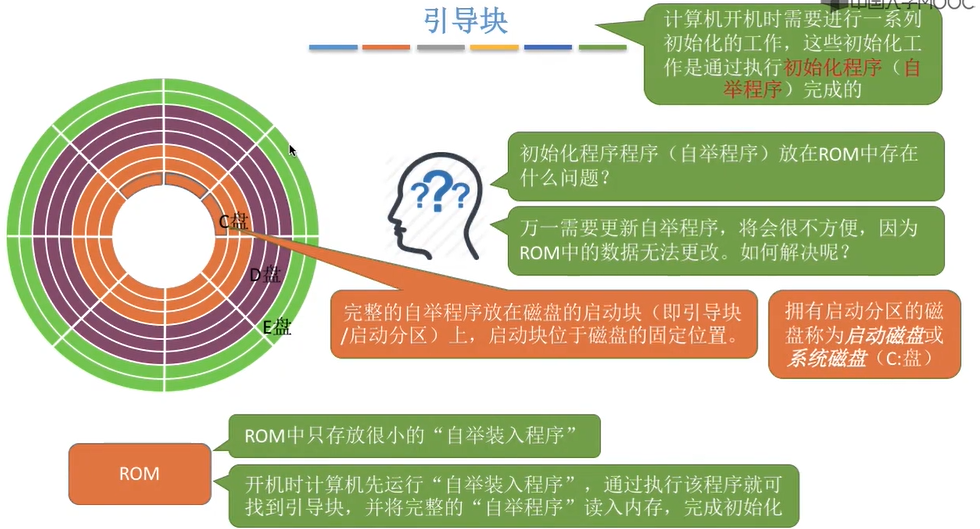 中国大学MOOC
引导块
计算机开机时需要进行一系列
初始化的工作，这些初始化工
作是通过执行初始化程序（自
举程序）完成的
初始化程序程序（自举程序）放在ROM中存在
什么问题？
???
万一需要更新自举程序，将会很不方便，因为
ROM中的数据无法更改。如何解决呢？
C盘
D盘
E盘
完整的自举程序放在磁盘的启动块（即引导块
/启动分区）上，启动块位于磁盘的固定位置。
拥有启动分区的磁
盘称为启动磁盘或
系统磁盘（C:盘）
ROM
ROM中只存放很小的“自举装入程序”
开机时计算机先运行“自举装入程序”，通过执行该程序就可
找到引导块，并将完整的“自举程序”读入内存，完成初始化